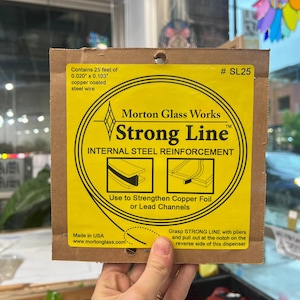 Contains 25 feet of
0.020" x 0.103"
copper coated
steel wire
# SL25
Morton Glass Works
Strong Line™
INTERNAL STEEL REINFORCEMENT
Use to Strengthen Copper Foil
or Lead Channels
Made in USA
www.mortonglass.com
Grasp STRONG LINE with pliers
and pull out at the notch on the
reverse side of this dispenser